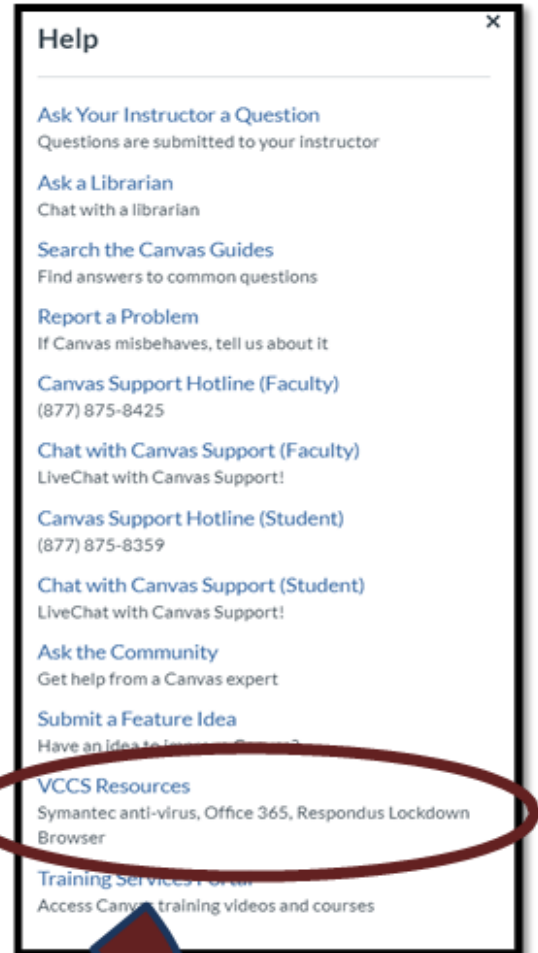 Help
×
Ask Your Instructor a Question
Questions are submitted to your instructor
Ask a Librarian
Chat with a librarian
Search the Canvas Guides
Find answers to common questions
Report a Problem
If Canvas misbehaves, tell us about it
Canvas Support Hotline (Faculty)
(877) 875-8425
Chat with Canvas Support (Faculty)
LiveChat with Canvas Support!
Canvas Support Hotline (Student)
(877) 875-8359
Chat with Canvas Support (Student)
LiveChat with Canvas Support!
Ask the Community
Get help from a Canvas expert
Submit a Feature Idea
Have an idea to improve Canvas?
VCCS Resources
Symantec anti-virus, Office 365, Respondus Lockdown
Browser
Training Services Portal
Access Canvas training videos and courses